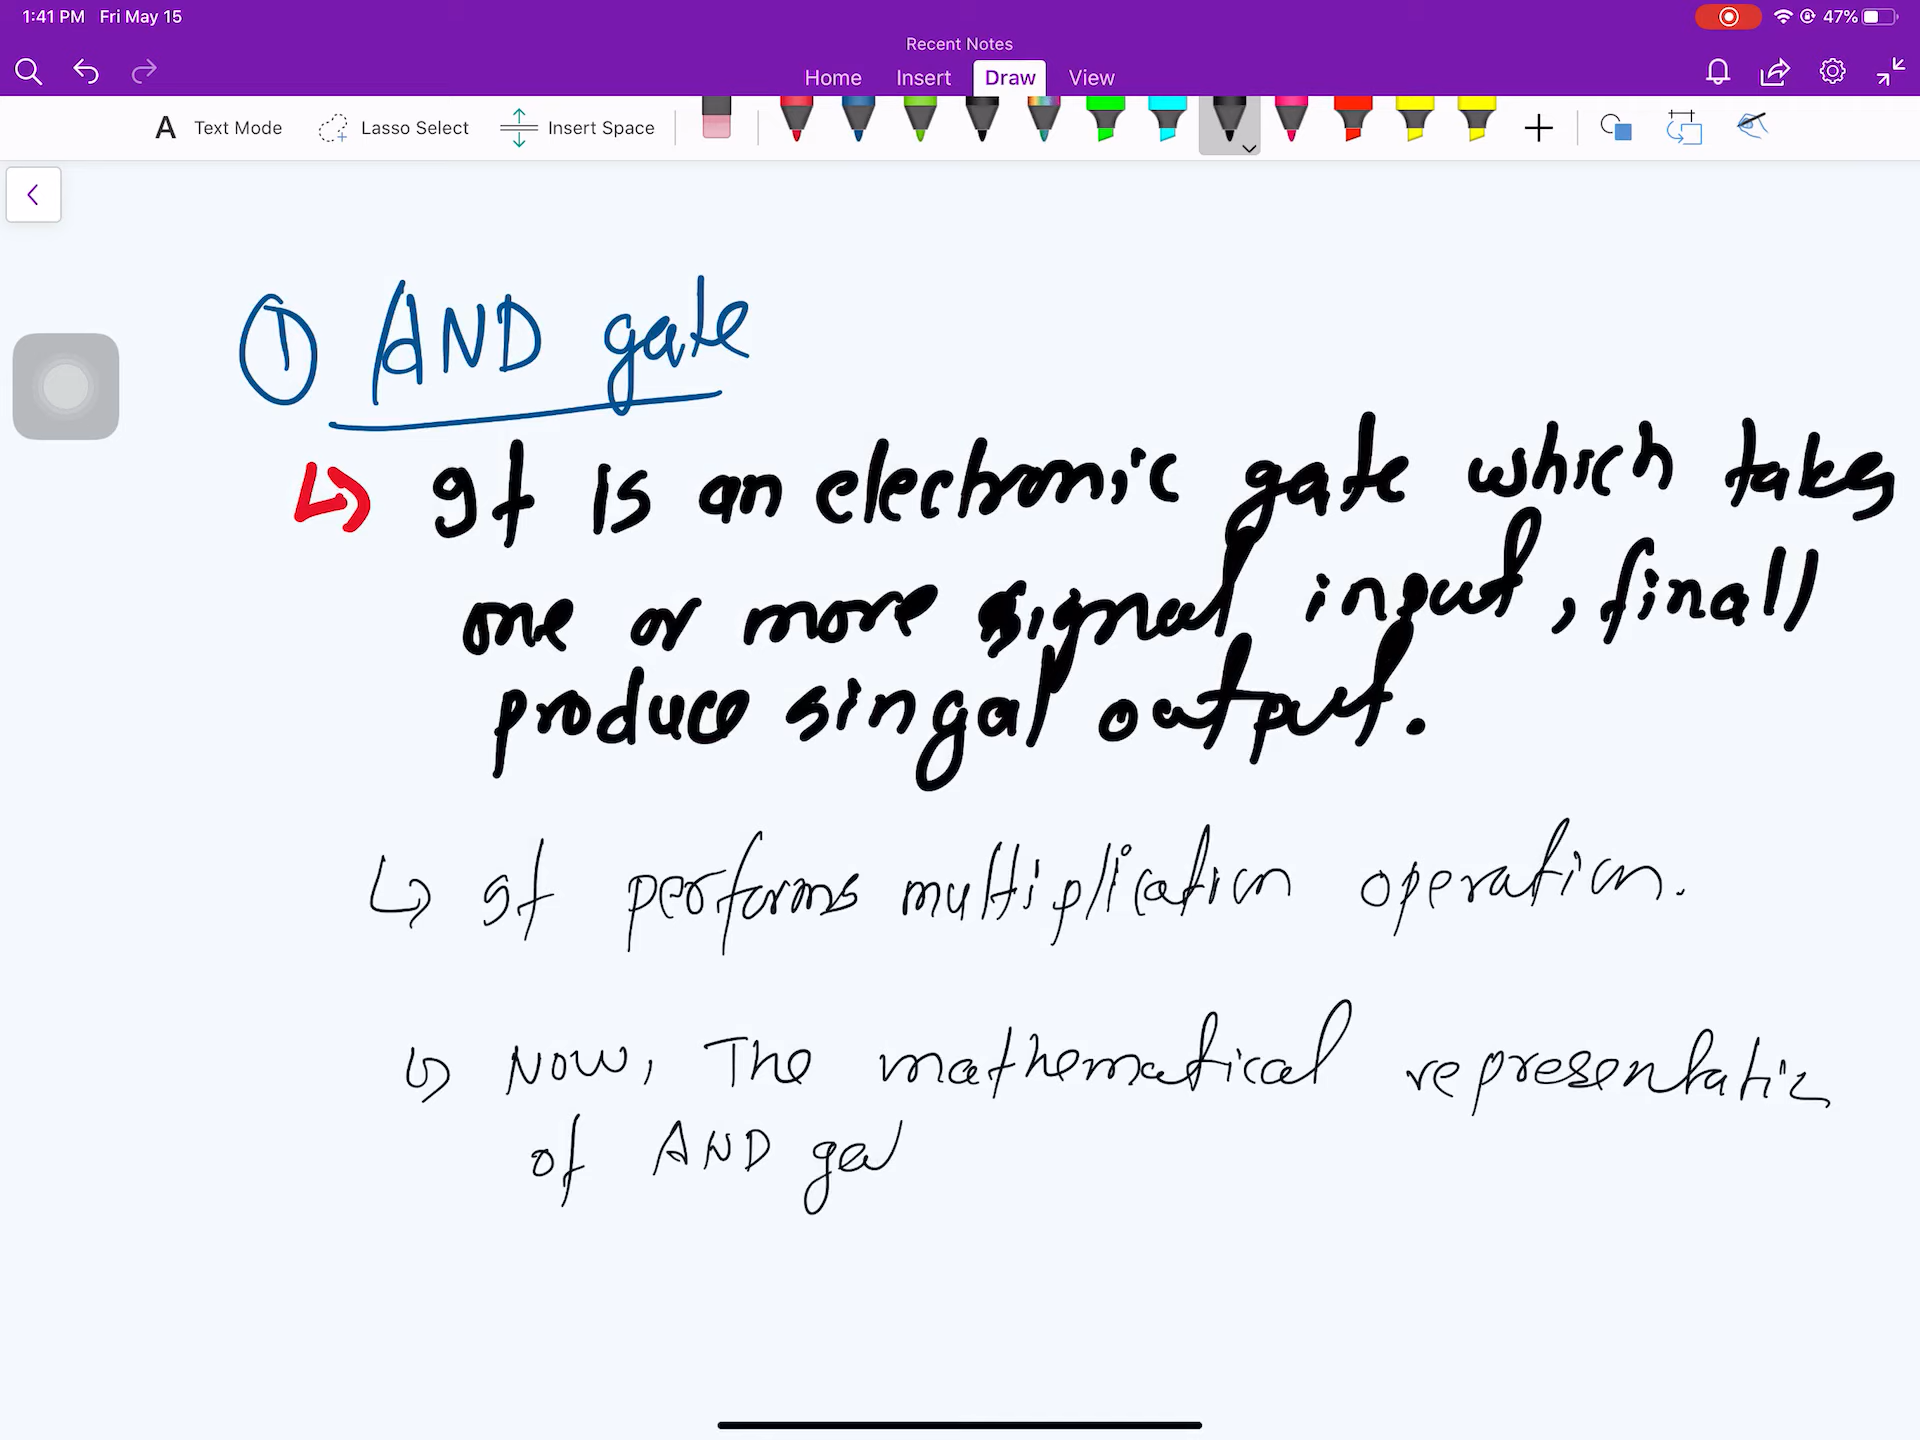 1:41 PM Fri May 15
47%
Recent Notes
Home Insert Draw View
A Text Mode Lasso Select Insert Space
① AND gate
↳ It is an electronic gate which takes
one or more signal input, finall
produce singal output.
↳ It performs multiplication operation.
↳ Now, The mathematical representatio
of AND ga